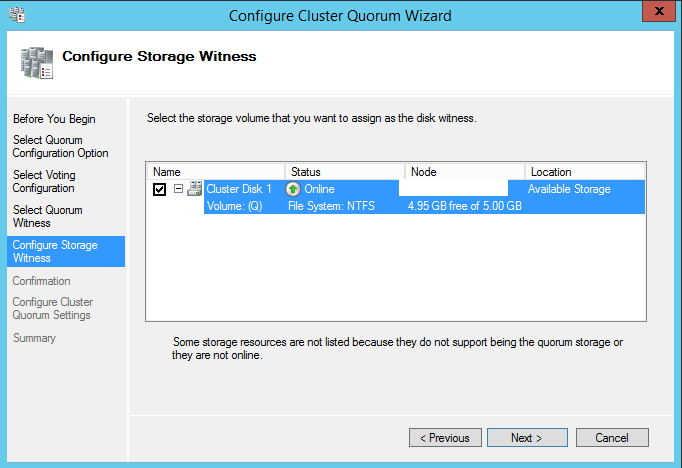 Configure Cluster Quorum Wizard
x
Configure Storage Witness
Before You Begin
Select Quorum
Configuration Option
Select Voting
Configuration
Select Quorum
Witness
Configure Storage
Witness
Confirmation
Configure Cluster
Quorum Settings
Summary
Select the storage volume that you want to assign as the disk witness.
Name Status Node Location
Cluster Disk 1 Online Available Storage
Volume: (Q) File System: NTFS 4.95 GB free of 5.00 GB
Some storage resources are not listed because they do not support being the quorum storage or
they are not online.
< Previous Next > Cancel